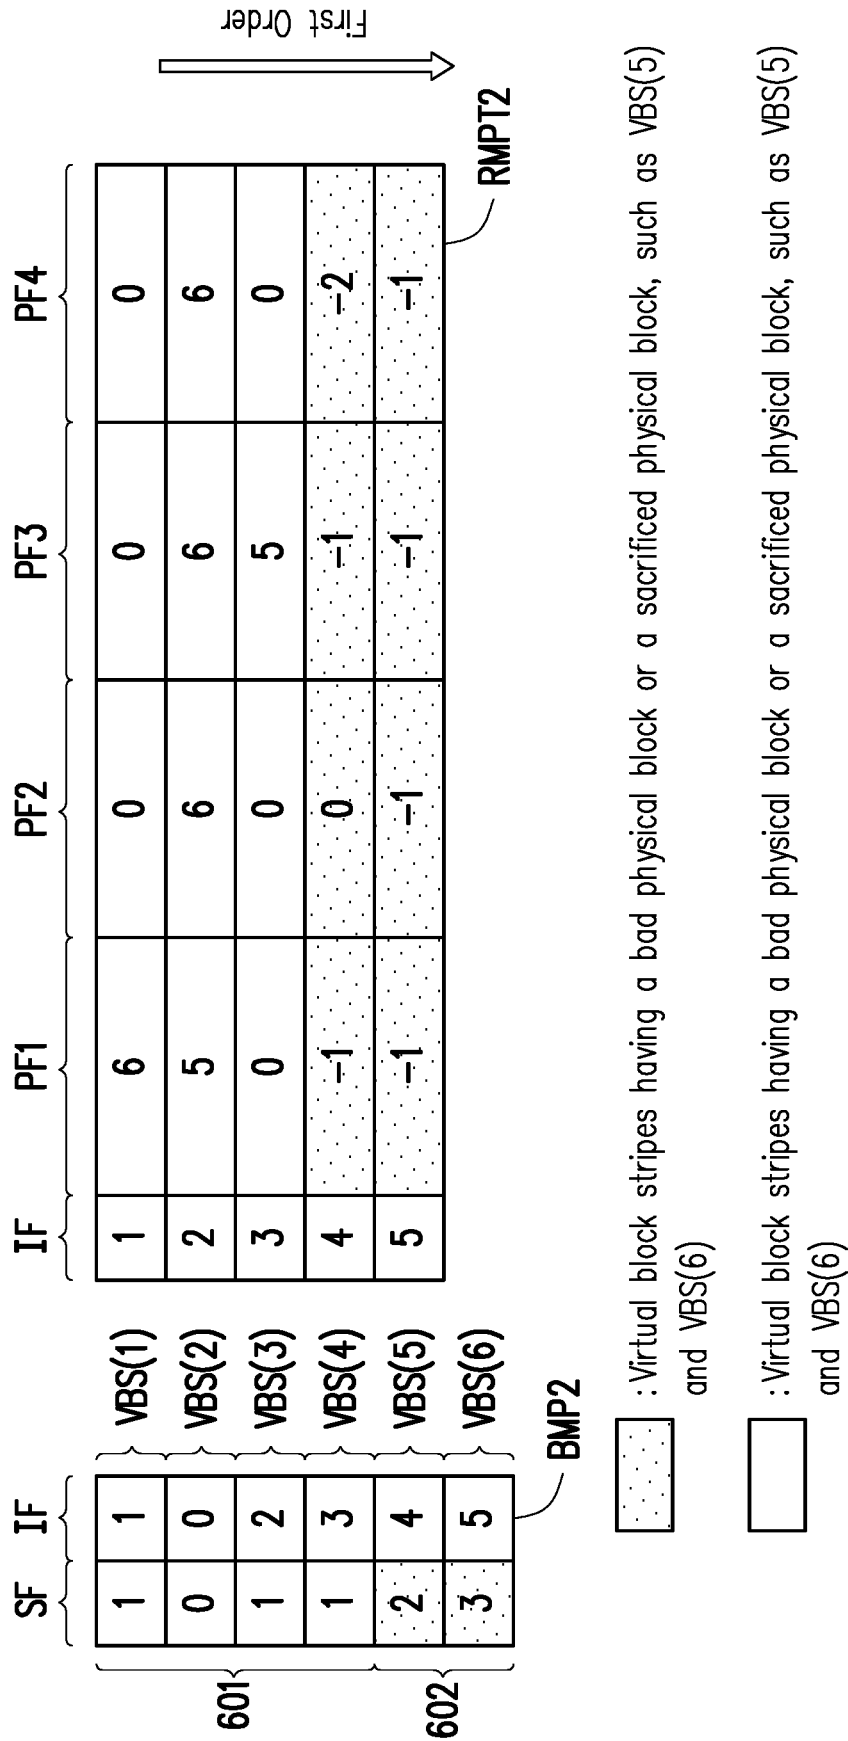 SF IF
1 1 VBS(1)
0 0 VBS(2)
1 2 VBS(3)
1 3 VBS(4)
2 4 VBS(5)
3 5 VBS(6)
601
602
BMP2
IF PF1 PF2 PF3 PF4
1 6 0 0 0
2 5 6 6 6
3 0 0 5 0
4 -1 0 -1 -2
5 -1 -1 -1 -1
RMPT2
First Order
: Virtual block stripes having a bad physical block or a sacrificed physical block, such as VBS(5)
and VBS(6)
: Virtual block stripes having a bad physical block or a sacrificed physical block, such as VBS(5)
and VBS(6)